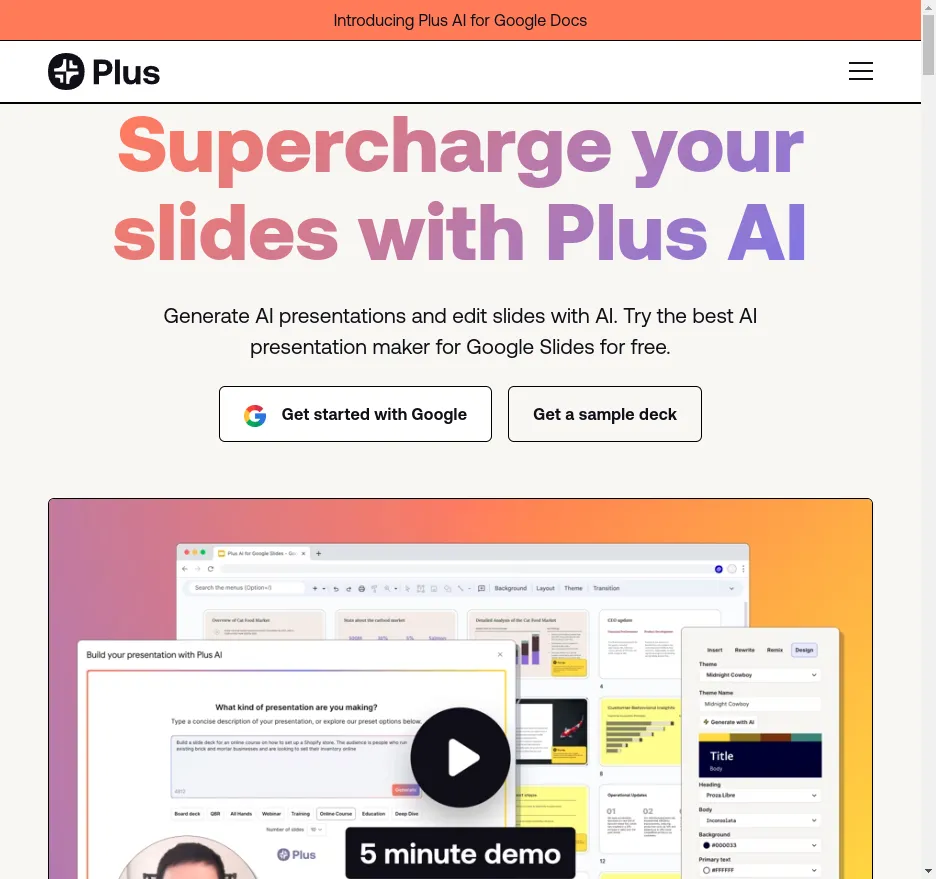 Introducing Plus AI for Google Docs
Plus
Supercharge your
slides with Plus AI
Generate AI presentations and edit slides with AI. Try the best AI
presentation maker for Google Slides for free.
Get started with Google
Get a sample deck
Plus AI for Google Slides - Goo
Search the menus (Option+/)
Background
Layout
Theme
Transition
Overview of Cat Food Market
Stats about the catfood market
Detailed Analysis of the Cat Food Market
CEO update
4
Customer Behavioral Insights
8
Operational Updates
01
02
12
Build your presentation with Plus AI
What kind of presentation are you making?
Type a concise description of your presentation, or explore our preset options below.
Build a slide deck for an online course on how to set up a Shopify store. The audience is people who run
existing brick and mortar businesses and are looking to sell their inventory online
Generate
Board deck
QBR
All Hands
Webinar
Training
Online Course
Education
Deep Dive
Number of slides
Plus
5 minute demo
Insert
Rewrite
Remix
Design
Theme
Midnight Cowboy
Theme Name
Midnight Cowboy
Generate with AI
Title
Body
Heading
Proza Libre
Body
Inconsolata
Background
#000033
Primary text
#FFFFFF